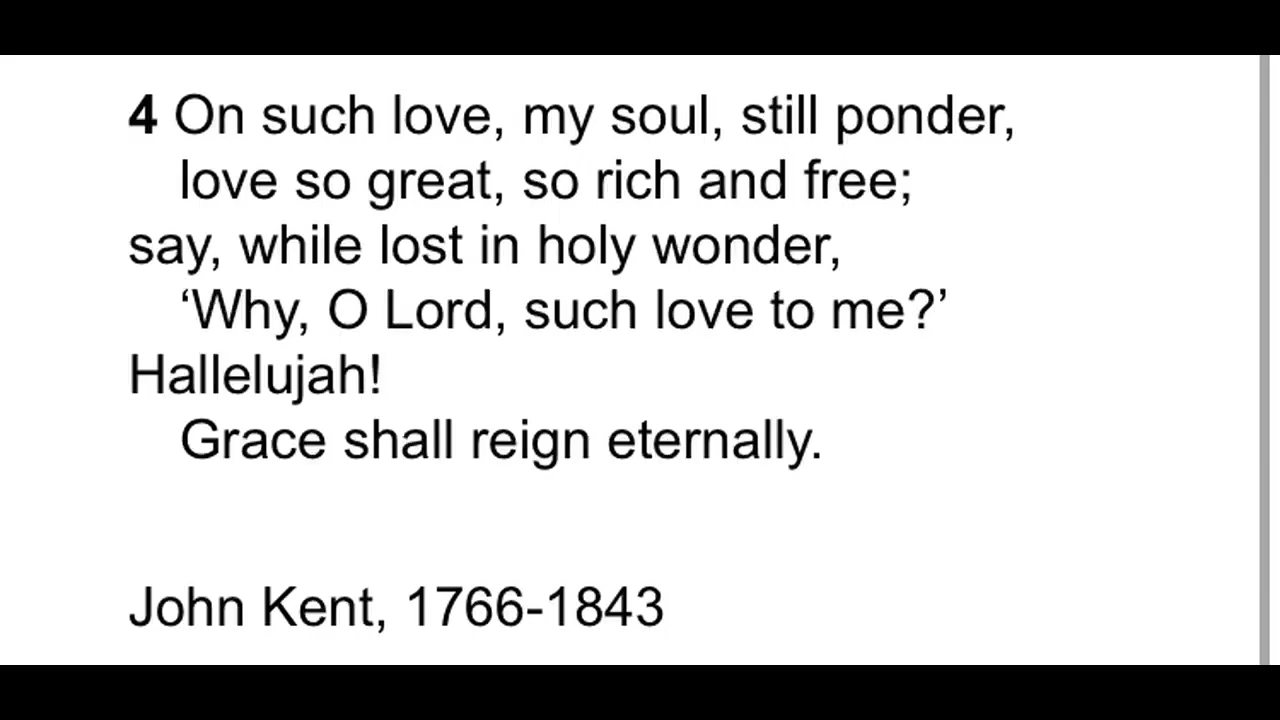 4 On such love, my soul, still ponder,
love so great, so rich and free;
say, while lost in holy wonder,
‘Why, O Lord, such love to me?’
Hallelujah!
Grace shall reign eternally.
John Kent, 1766-1843